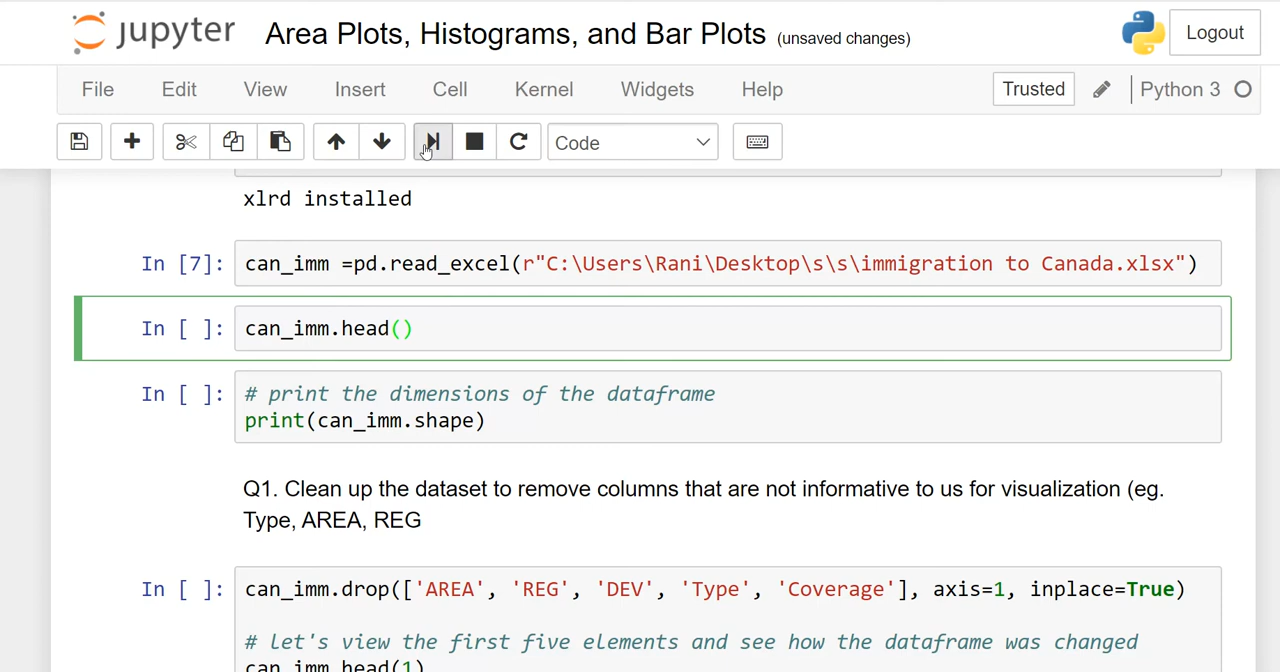 jupyter Area Plots, Histograms, and Bar Plots (unsaved changes) Logout
File Edit View Insert Cell Kernel Widgets Help Trusted Python 3
Code
xlrd installed
In [7]: can_imm =pd.read_excel(r"C:\Users\Rani\Desktop\s\s\immigration to Canada.xlsx")
In [ ]: can_imm.head()
In [ ]: # print the dimensions of the dataframe
print(can_imm.shape)
Q1. Clean up the dataset to remove columns that are not informative to us for visualization (eg.
Type, AREA, REG
In [ ]: can_imm.drop(['AREA', 'REG', 'DEV', 'Type', 'Coverage'], axis=1, inplace=True)
# let's view the first five elements and see how the dataframe was changed
can_imm.head(1)